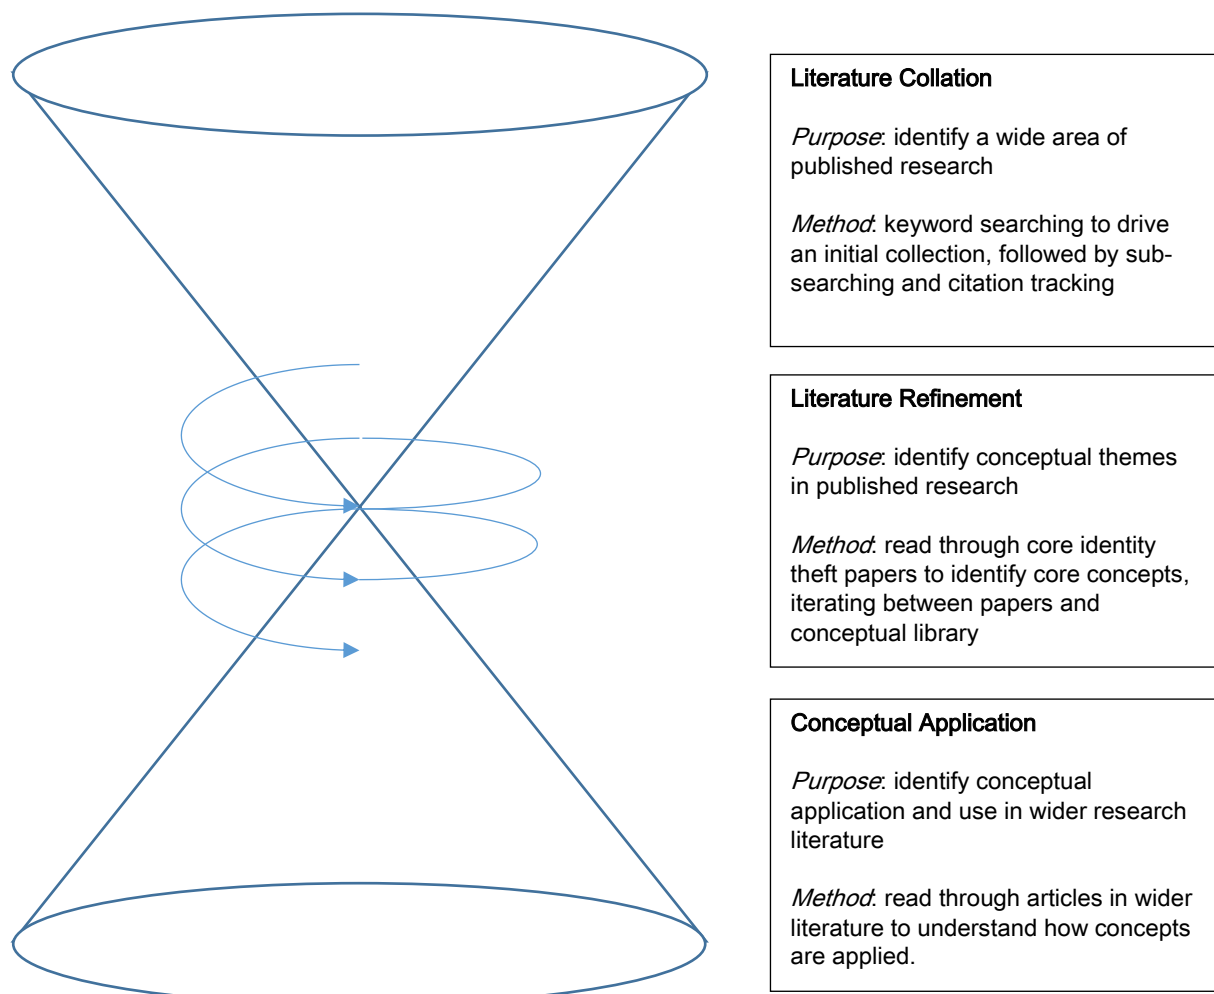 Literature Collation
Purpose: identify a wide area of
published research
Method: keyword searching to drive
an initial collection, followed by sub-
searching and citation tracking
Literature Refinement
Purpose: identify conceptual themes
in published research
Method: read through core identity
theft papers to identify core concepts,
iterating between papers and
conceptual library
Conceptual Application
Purpose: identify conceptual
application and use in wider research
literature
Method: read through articles in wider
literature to understand how concepts
are applied.